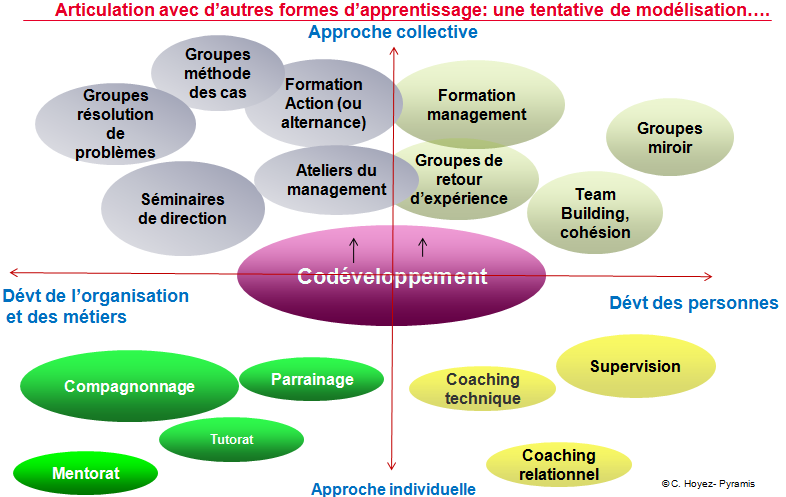 Articulation avec d'autres formes d'apprentissage: une tentative de modélisation….
Approche collective
Groupes
méthode
des cas
Groupes
résolution
de
problèmes
Formation
Action (ou
alternance)
Formation
management
Groupes
miroir
Séminaires
de direction
Ateliers du
management
Groupes de
retour
d'expérience
Team
Building,
cohésion
Codéveloppement
Dévt de l'organisation
et des métiers
Dévt des personnes
Compagnonnage
Parrainage
Coaching
technique
Supervision
Tutorat
Mentorat
Coaching
relationnel
Approche individuelle
©C. Hoyez- Pyramis